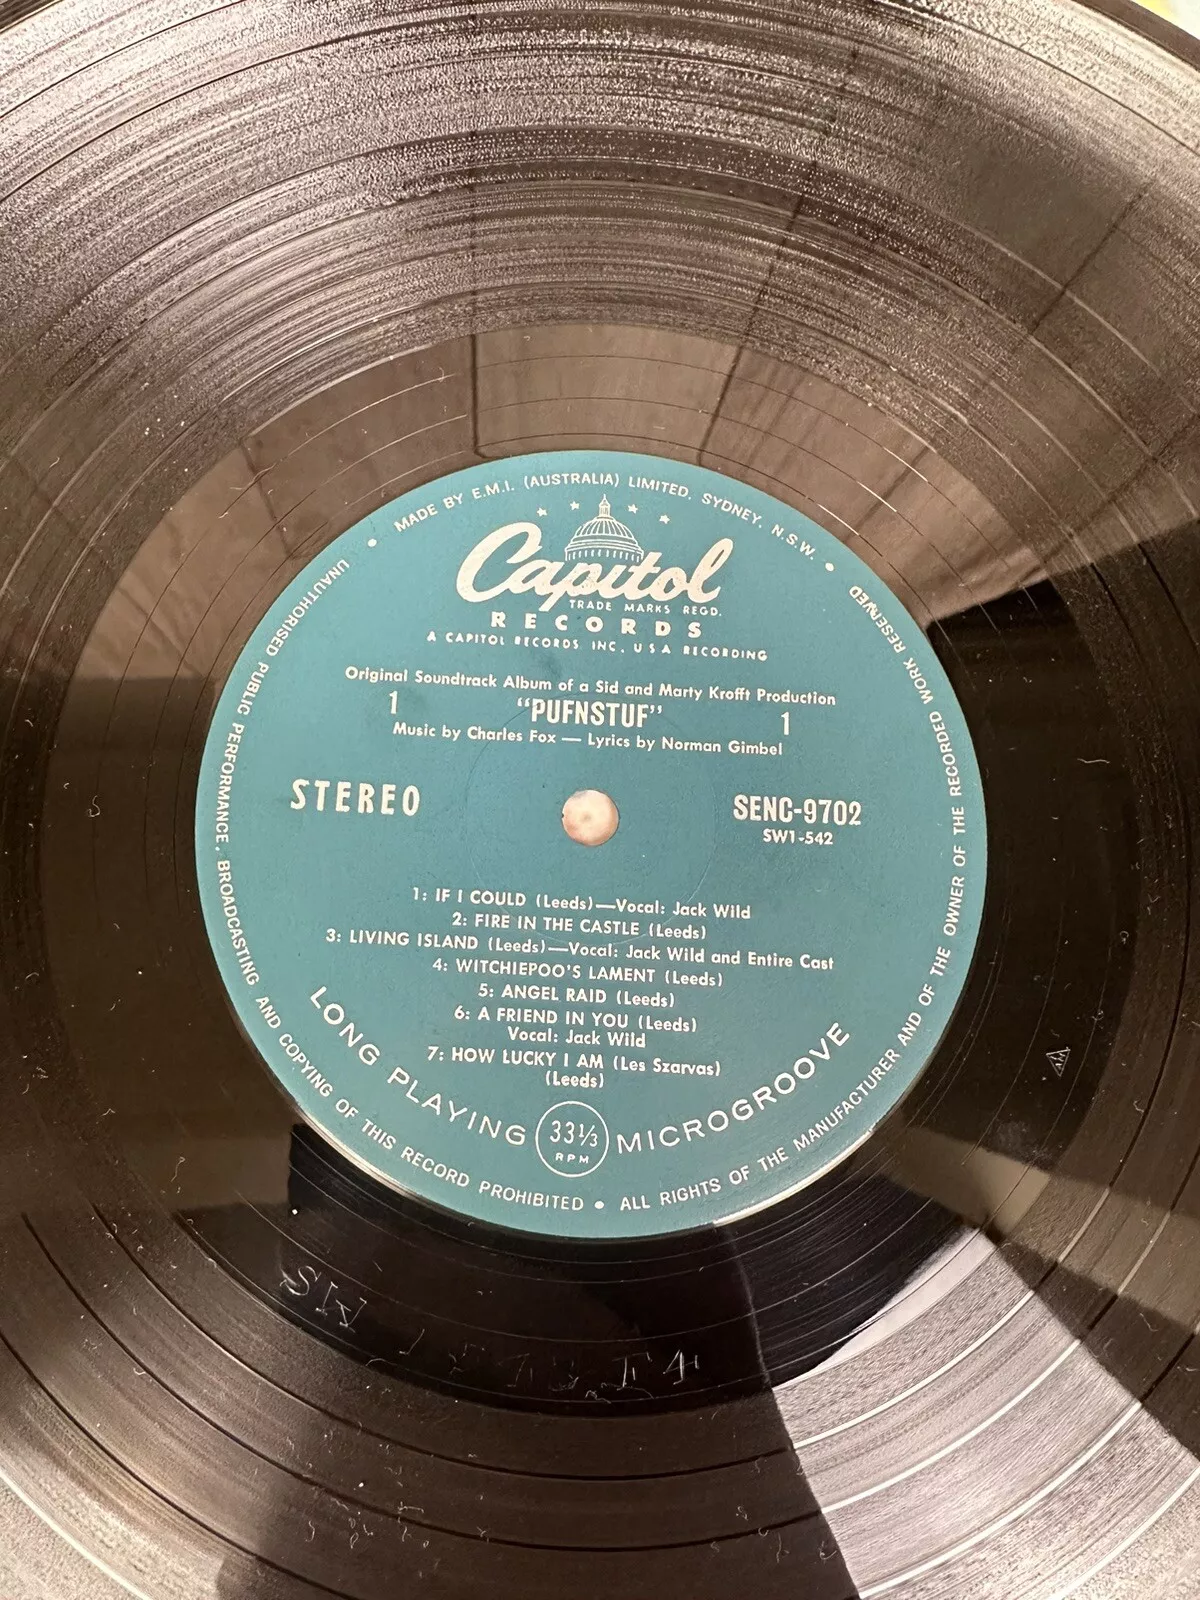 MADE BY E.M.I. (AUSTRALIA) LIMITED. SYDNEY, N.S.W.
Capitol
TRADE MARKS REGD.
RECORDS
A CAPITOL RECORDS. INC., U S A RECORDING
Original Soundtrack Album of a Sid and Marty Krofft Production
1 "PUFNSTUF" 1
Music by Charles Fox — Lyrics by Norman Gimbel
STEREO
SENC-9702
SW1-542
1: IF I COULD (Leeds)—Vocal: Jack Wild
2: FIRE IN THE CASTLE (Leeds)
3: LIVING ISLAND (Leeds)—Vocal: Jack Wild and Entire Cast
4: WITCHIEPOO'S LAMENT (Leeds)
5: ANGEL RAID (Leeds)
6: A FRIEND IN YOU (Leeds)
Vocal: Jack Wild
7: HOW LUCKY I AM (Les Szarvas)
(Leeds)
LONG PLAYING 33⅓ RPM MICROGROOVE
UNAUTHORISED PUBLIC PERFORMANCE, BROADCASTING AND COPYING OF THIS RECORD PROHIBITED • ALL RIGHTS OF THE MANUFACTURER AND OF THE OWNER OF THE RECORDED WORK RESERVED